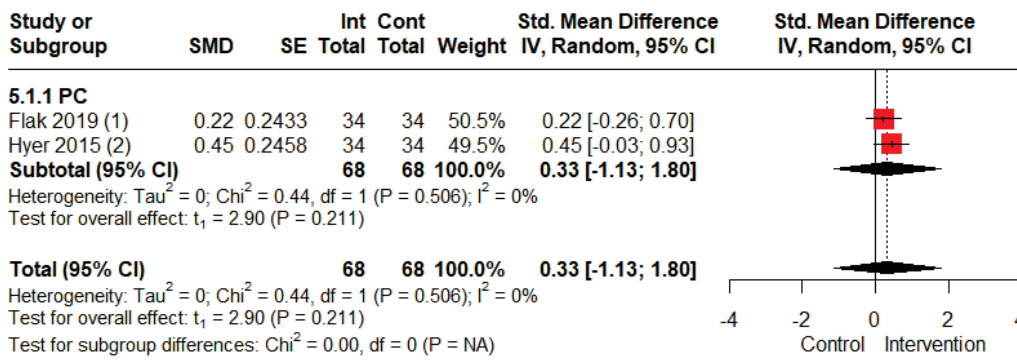 Study or Int Cont Std. Mean Difference Std. Mean Difference
Subgroup SMD SE Total Total Weight IV, Random, 95% CI IV, Random, 95% CI
5.1.1 PC
Flak 2019 (1) 0.22 0.2433 34 34 50.5% 0.22 [-0.26; 0.70]
Hyer 2015 (2) 0.45 0.2458 34 34 49.5% 0.45 [-0.03; 0.93]
Subtotal (95% CI) 68 68 100.0% 0.33 [-1.13; 1.80]
Heterogeneity: Tau² = 0; Chi² = 0.44, df = 1 (P = 0.506); I² = 0%
Test for overall effect: t₁ = 2.90 (P = 0.211)
Total (95% CI) 68 68 100.0% 0.33 [-1.13; 1.80]
Heterogeneity: Tau² = 0; Chi² = 0.44, df = 1 (P = 0.506); I² = 0%
Test for overall effect: t₁ = 2.90 (P = 0.211)
-4 -2 0 2 4
Test for subgroup differences: Chi² = 0.00, df = 0 (P = NA)
Control Intervention